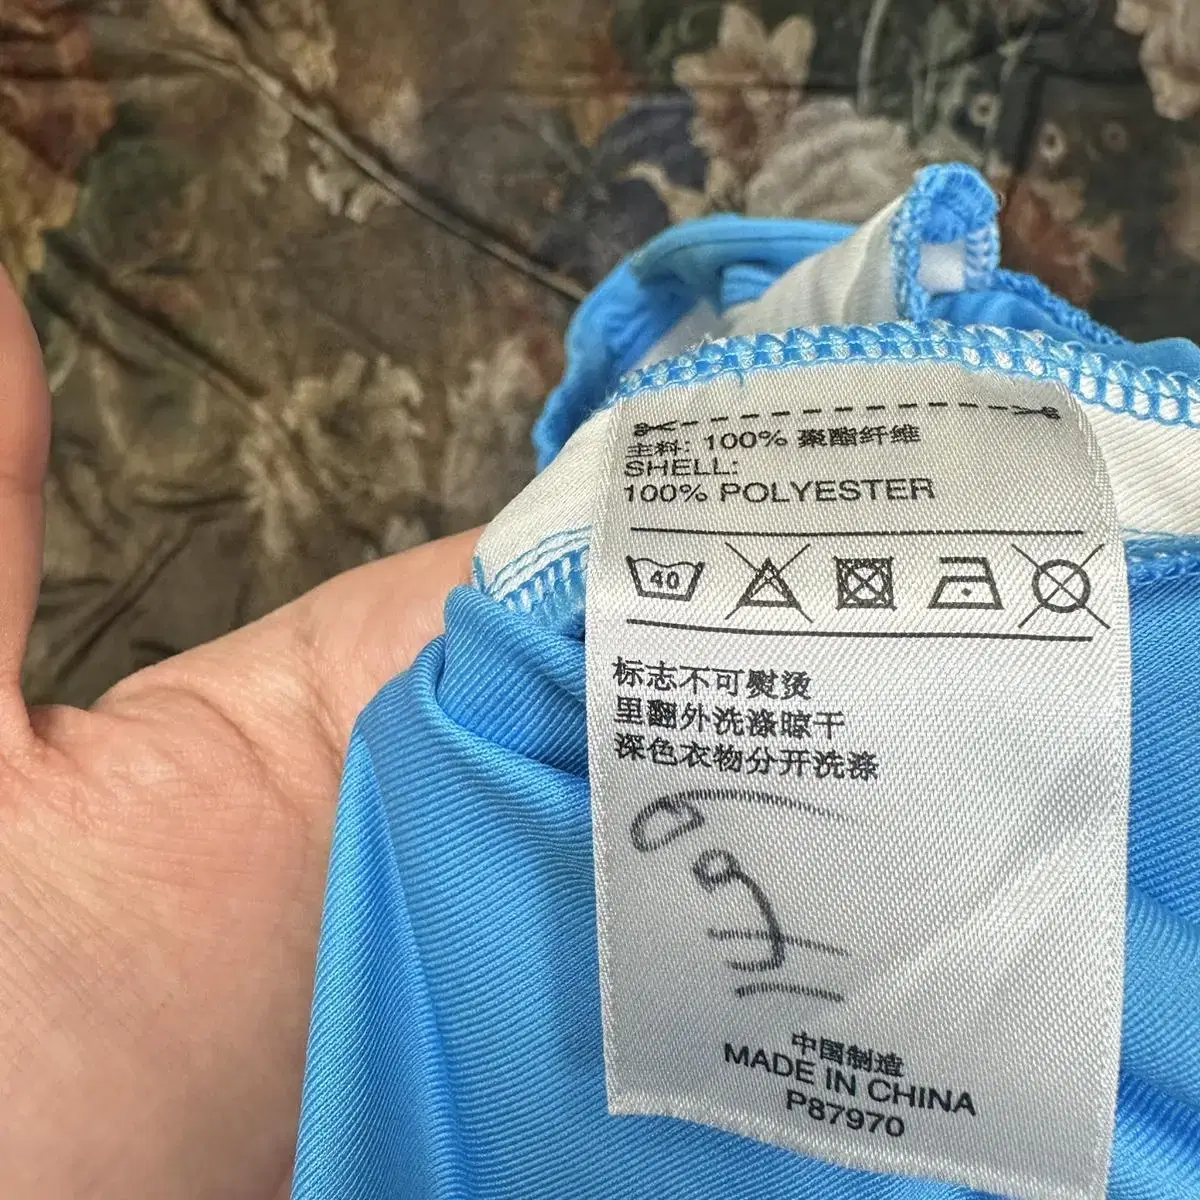 主料: 100% 聚酯纤维
SHELL:
100% POLYESTER
40
标志不可熨烫
里翻外洗涤晾干
深色衣物分开洗涤
中国制造
MADE IN CHINA
P87970